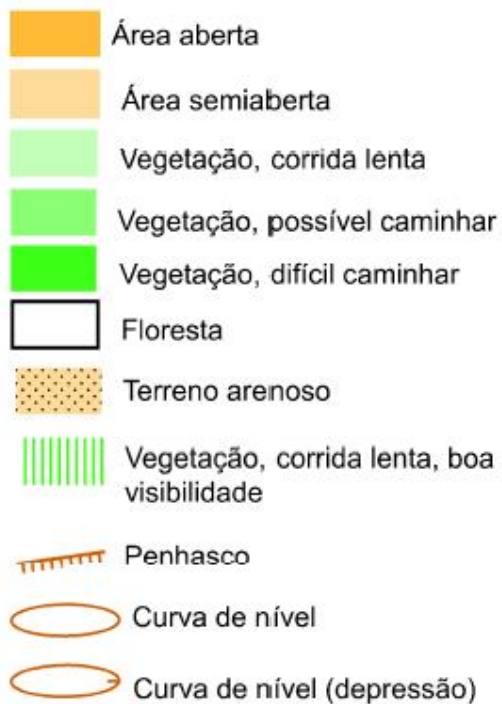 Área aberta
Área semiaberta
Vegetação, corrida lenta
Vegetação, possível caminhar
Vegetação, difícil caminhar
Floresta
Terreno arenoso
Vegetação, corrida lenta, boa
visibilidade
Penhasco
Curva de nível
Curva de nível (depressão)